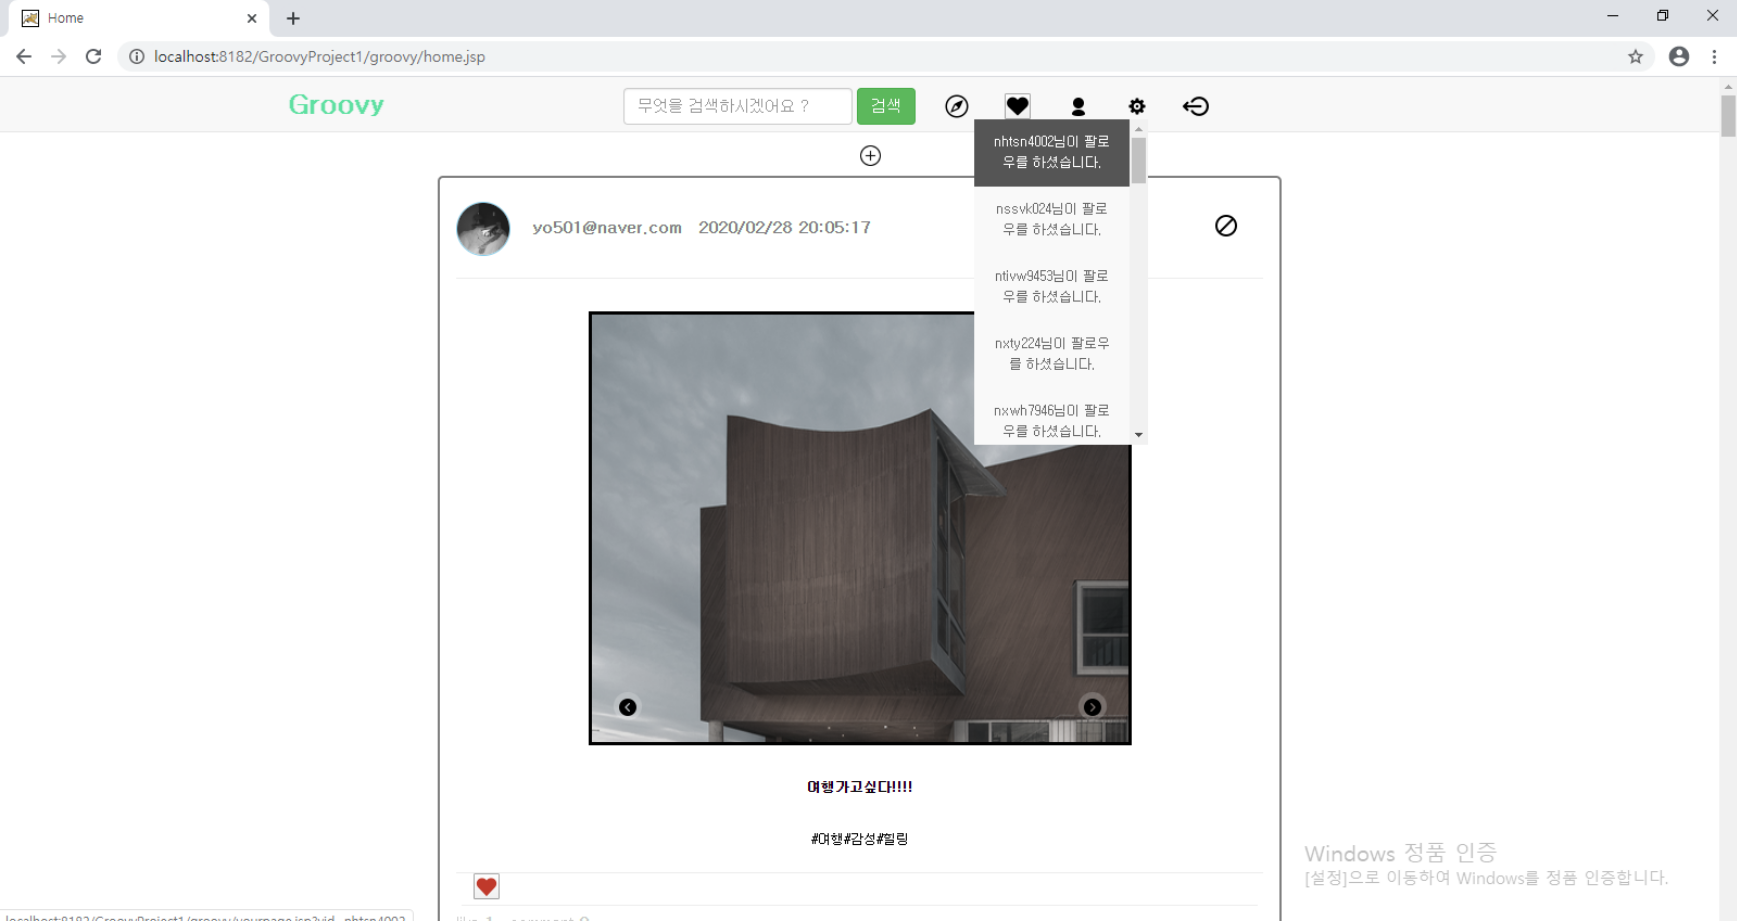 Home
localhost:8182/GroovyProject1/groovy/home.jsp
Groovy
무엇을 검색하시겠어요 ?
검색
nhtsn4002님이 팔로
우를 하셨습니다.
nssvk024님이 팔로
우를 하셨습니다.
ntivw9453님이 팔로
우를 하셨습니다.
nxty224님이 팔로우
를 하셨습니다.
nxwh7946님이 팔로
우를 하셨습니다.
yo501@naver.com 2020/02/28 20:05:17
여행가고싶다!!!!
#여행#감성#힐링
Windows 정품 인증
[설정]으로 이동하여 Windows를 정품 인증합니다.